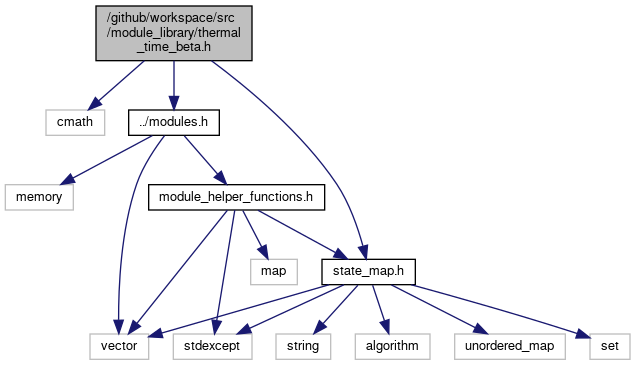 /github/workspace/src
/module_library/thermal
_time_beta.h
cmath
../modules.h
memory
module_helper_functions.h
map
state_map.h
vector
stdexcept
string
algorithm
unordered_map
set